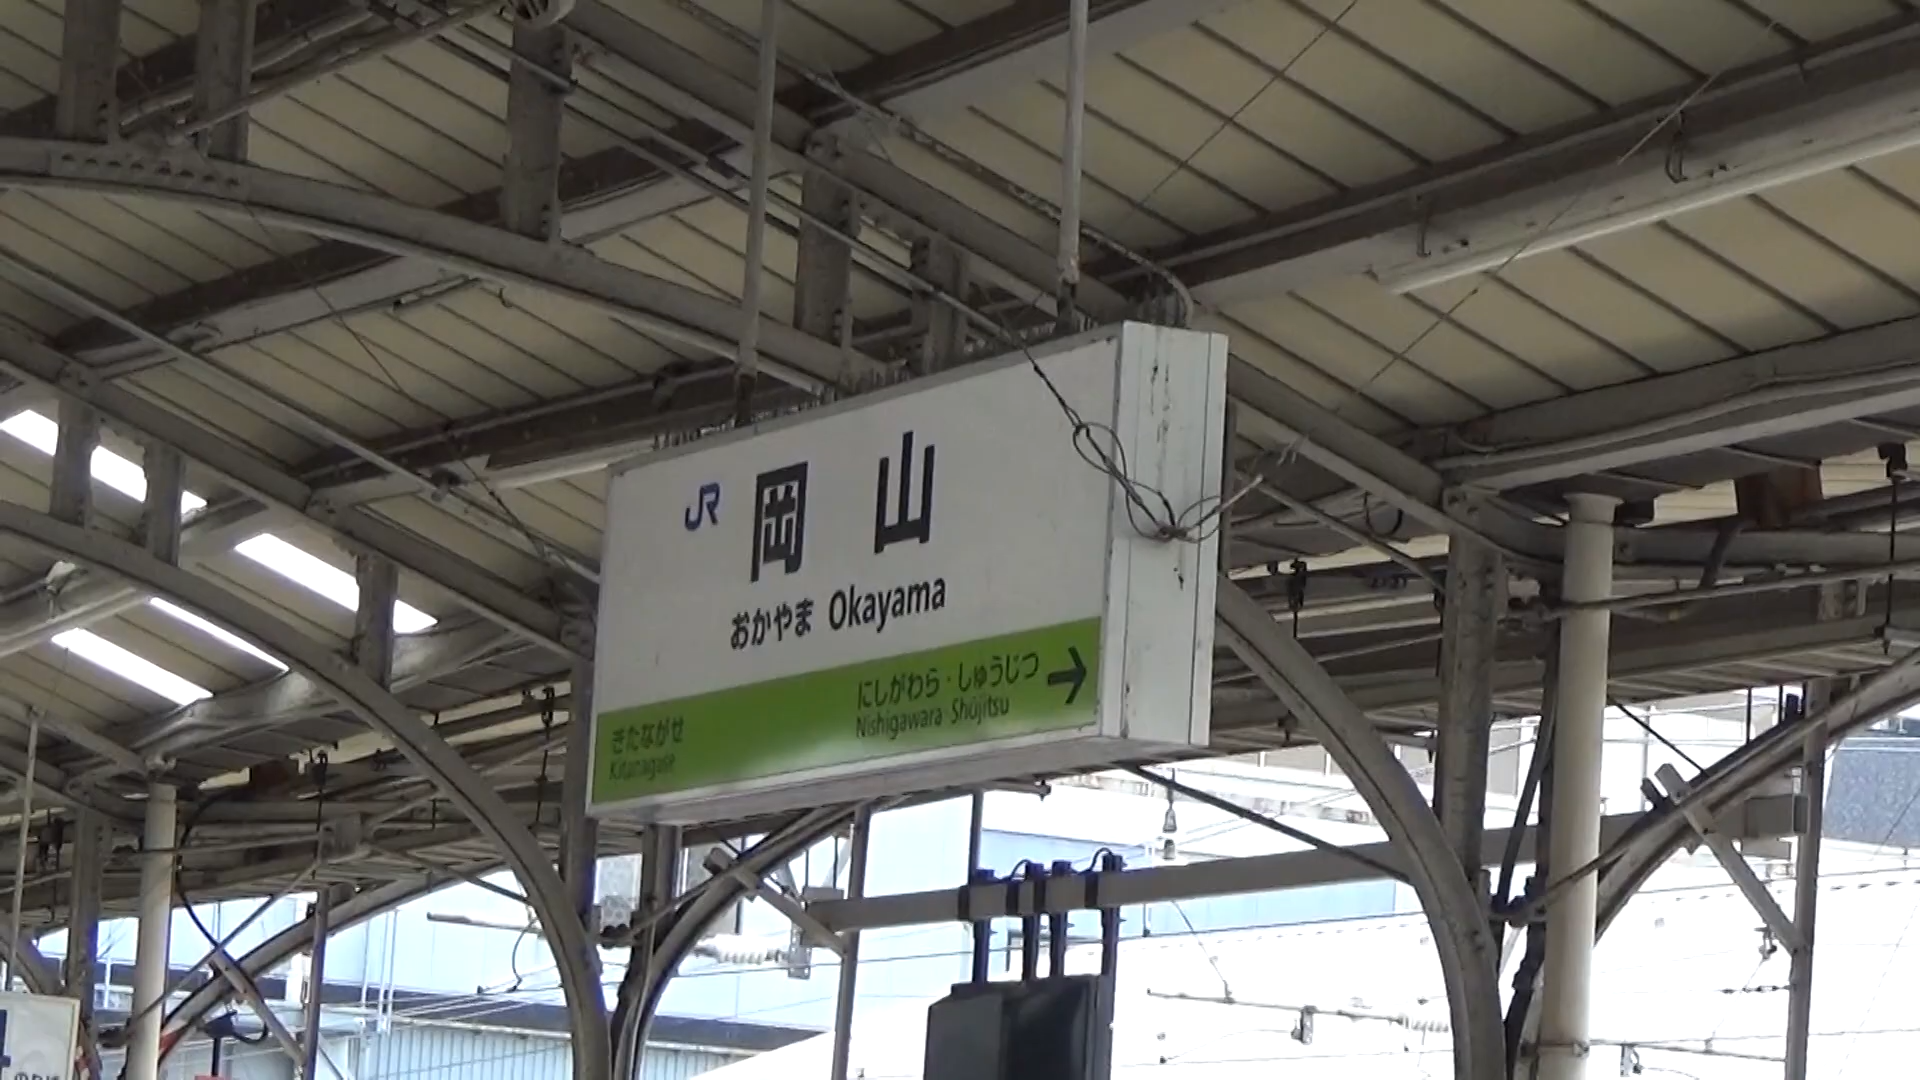 JR 岡山
おかやま Okayama
にしがわら・しゅうじつ →
Nishigawara Shūjitsu
きたながせ
Kitanagase